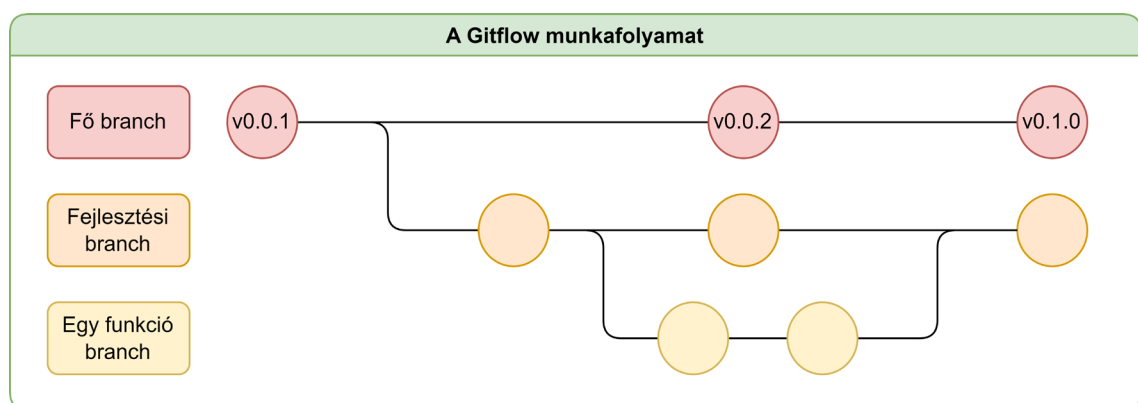 A Gitflow munkafolyamat
Fő branch
v0.0.1
v0.0.2
v0.1.0
Fejlesztési
branch
Egy funkció
branch